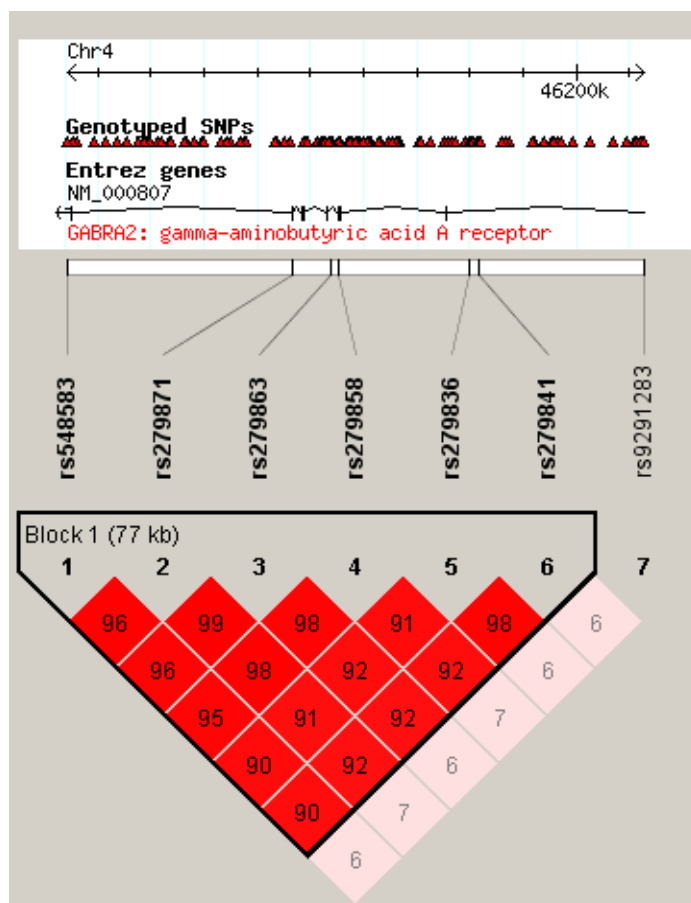 Chr4
46200k
Genotyped SNPs
Entrez genes
NM_000807
GABRA2: gamma-aminobutyric acid A receptor
rs548583 rs279871 rs279863 rs279858 rs279836 rs279841 rs9291283
Block 1 (77 kb)
1 2 3 4 5 6 7
96 99 98 91 98 6
96 98 92 92 6
95 91 92 7
90 92 6
90 7
6